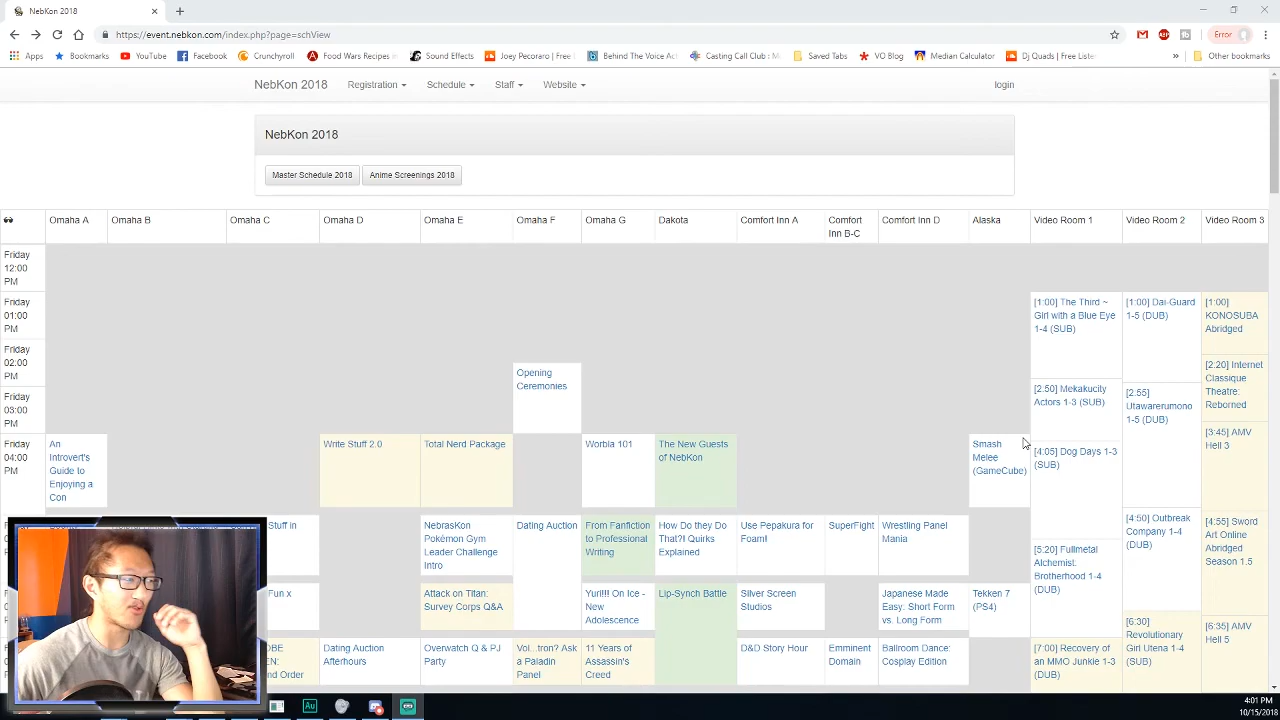 NebKon 2018
https://event.nebkon.com/index.php?page=schView
Error
Apps Bookmarks YouTube Facebook Crunchyroll Food Wars Recipes Sound Effects Joey Pecoraro | Free Behind The Voice Act Casting Call Club : Saved Tabs VO Blog Median Calculator Dj Quads | Free Lister » Other bookmarks
NebKon 2018 Registration Schedule Staff Website login
NebKon 2018
Master Schedule 2018 Anime Screenings 2018
Omaha A Omaha B Omaha C Omaha D Omaha E Omaha F Omaha G Dakota Comfort Inn A Comfort Inn D Alaska Video Room 1 Video Room 2 Video Room 3
Comfort
Inn B-C
Friday
12:00
PM
Friday
01:00
PM
[1:00] The Third ~
Girl with a Blue Eye
1-4 (SUB)
[1:00] Dai-Guard
1-5 (DUB)
[1:00]
KONOSUBA
Abridged
Friday
02:00
PM
Opening
Ceremonies
[2:20] Internet
Classique
Theatre:
Reborned
Friday
03:00
PM
[2:50] Mekakucity
Actors 1-3 (SUB)
[2:55]
Utawarerumono
1-5 (DUB)
[3:45] AMV
Hell 3
Friday
04:00
PM
An
Introvert's
Guide to
Enjoying a
Con
Write Stuff 2.0
Total Nerd Package
Worbla 101
The New Guests
of NebKon
Smash
Melee
(GameCube)
[4:05] Dog Days 1-3
(SUB)
[4:50] Outbreak
Company 1-4
(DUB)
[4:55] Sword
Art Online
Abridged
Season 1.5
Stuff in
NebrasKon
Pokémon Gym
Leader Challenge
Intro
Dating Auction
From Fanfiction
to Professional
Writing
How Do they Do
That?! Quirks
Explained
Use Pepakura for
Foam!
SuperFight
Wrestling Panel
Mania
[5:20] Fullmetal
Alchemist:
Brotherhood 1-4
(DUB)
Fun x
Attack on Titan:
Survey Corps Q&A
Yuri!!! On Ice -
New
Adolescence
Lip-Synch Battle
Silver Screen
Studios
Japanese Made
Easy: Short Form
vs. Long Form
Tekken 7
(PS4)
[6:30]
Revolutionary
Girl Utena 1-4
(SUB)
[6:35] AMV
Hell 5
OBE
EN:
nd Order
Dating Auction
Afterhours
Overwatch Q & PJ
Party
Vol...tron? Ask
a Paladin
Panel
11 Years of
Assassin's
Creed
D&D Story Hour
Eminent
Domain
Ballroom Dance:
Cosplay Edition
[7:00] Recovery of
an MMO Junkie 1-3
(DUB)
Au
4:01 PM
10/15/2018